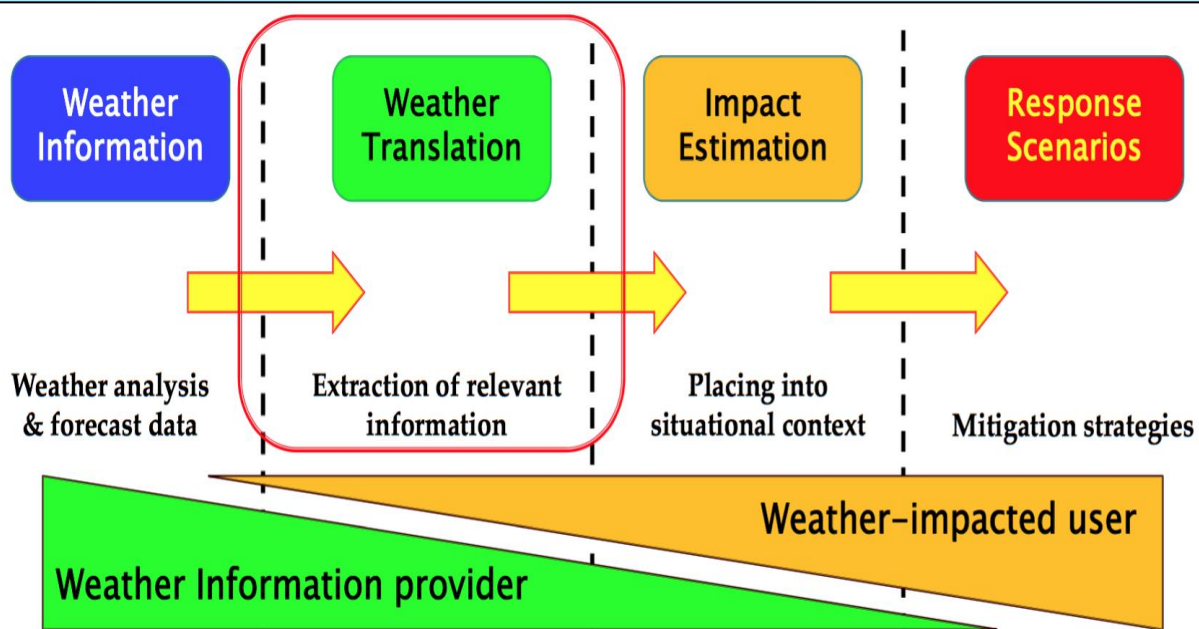 Weather
Information
Weather
Translation
Impact
Estimation
Response
Scenarios
Weather analysis
& forecast data
Extraction of relevant
information
Placing into
situational context
Mitigation strategies
Weather-impacted user
Weather Information provider